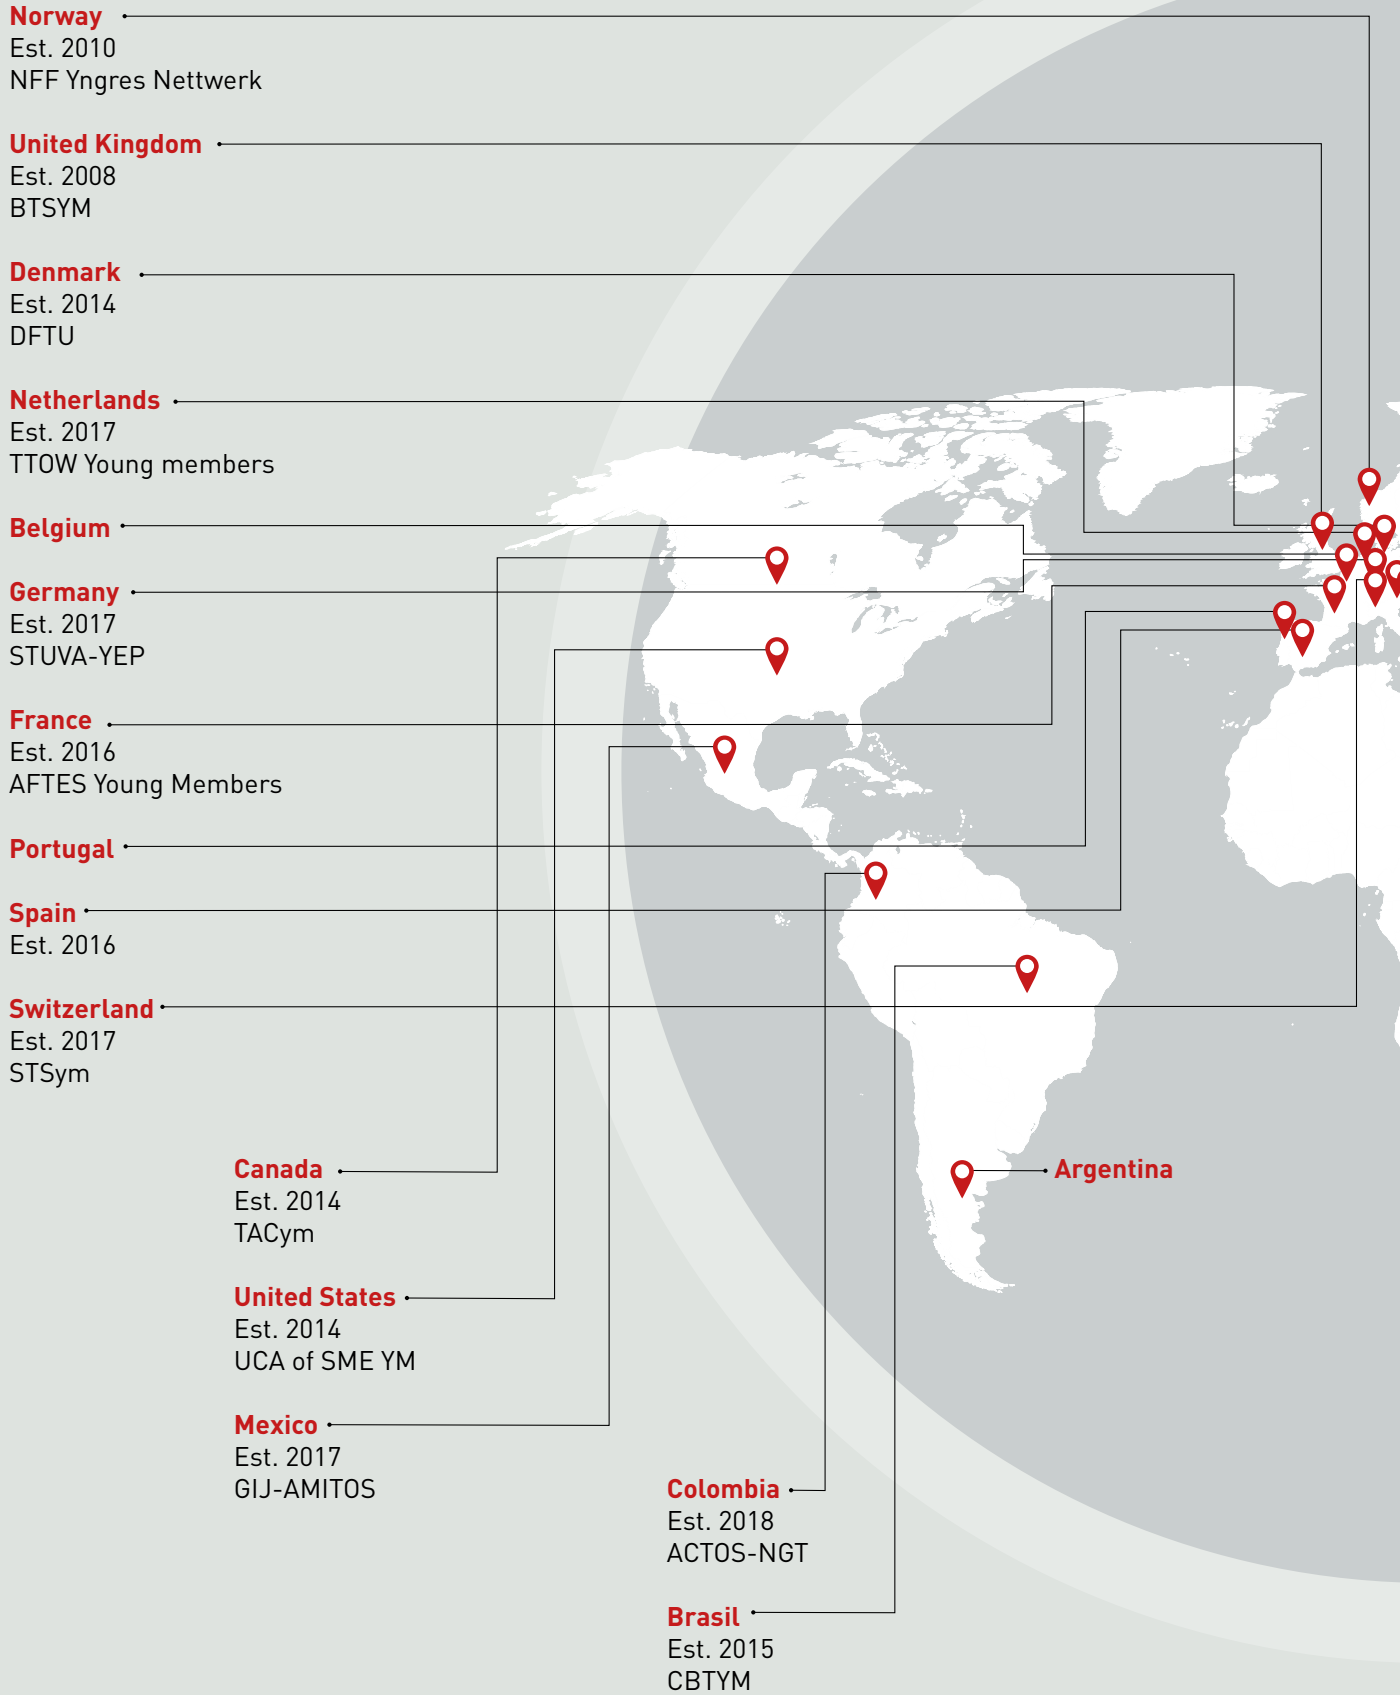 Norway
Est. 2010
NFF Yngres Nettwerk
United Kingdom
Est. 2008
BTSYM
Denmark
Est. 2014
DFTU
Netherlands
Est. 2017
TTOW Young members
Belgium
Germany
Est. 2017
STUVA-YEP
France
Est. 2016
AFTES Young Members
Portugal
Spain
Est. 2016
Switzerland
Est. 2017
STSym
Canada
Est. 2014
TACym
United States
Est. 2014
UCA of SME YM
Mexico
Est. 2017
GIJ-AMITOS
Argentina
Colombia
Est. 2018
ACTOS-NGT
Brasil
Est. 2015
CBTYM